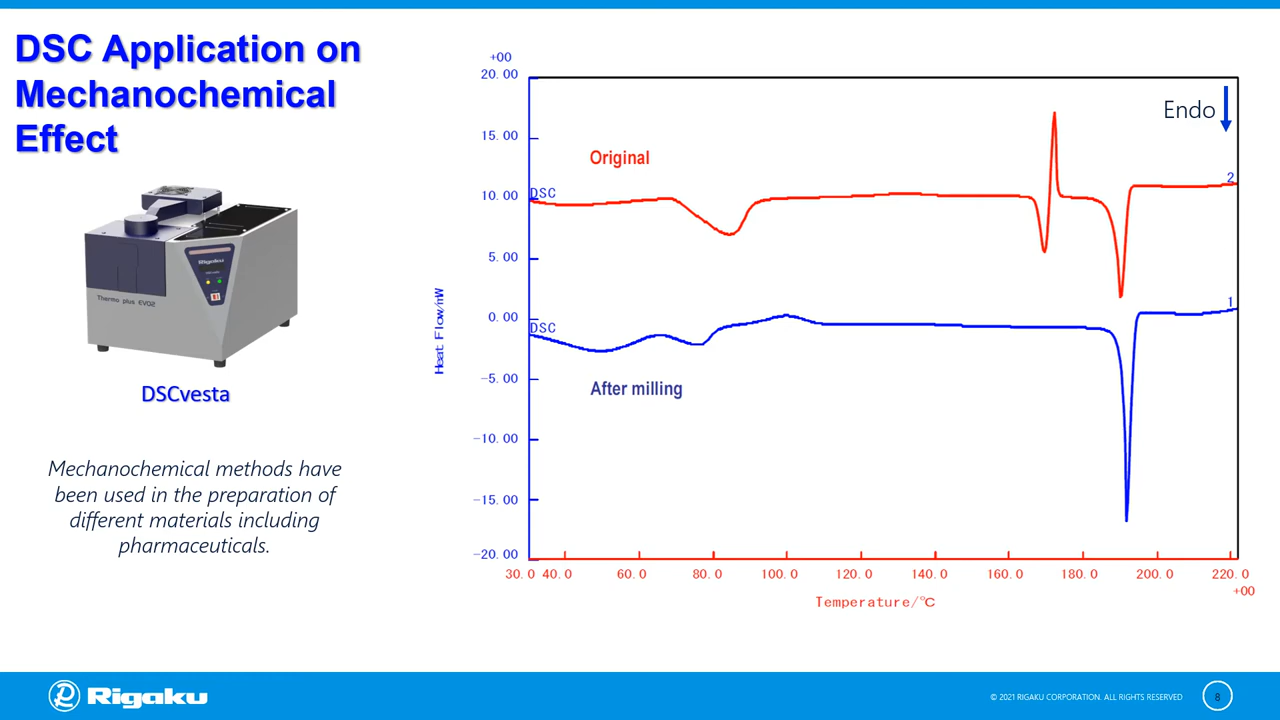 DSC Application on
Mechanochemical
Effect
Rigaku
Thermo plus EVO2
DSCvesta
Mechanochemical methods have
been used in the preparation of
different materials including
pharmaceuticals.
+00
20.00
15.00
10.00
5.00
0.00
-5.00
-10.00
-15.00
-20.00
Heat Flow/mW
Endo
Original
DSC
2
DSC
1
After milling
30.0 40.0 60.0 80.0 100.0 120.0 140.0 160.0 180.0 200.0 220.0
+00
Temperature/℃
Rigaku
© 2021 RIGAKU CORPORATION. ALL RIGHTS RESERVED
8